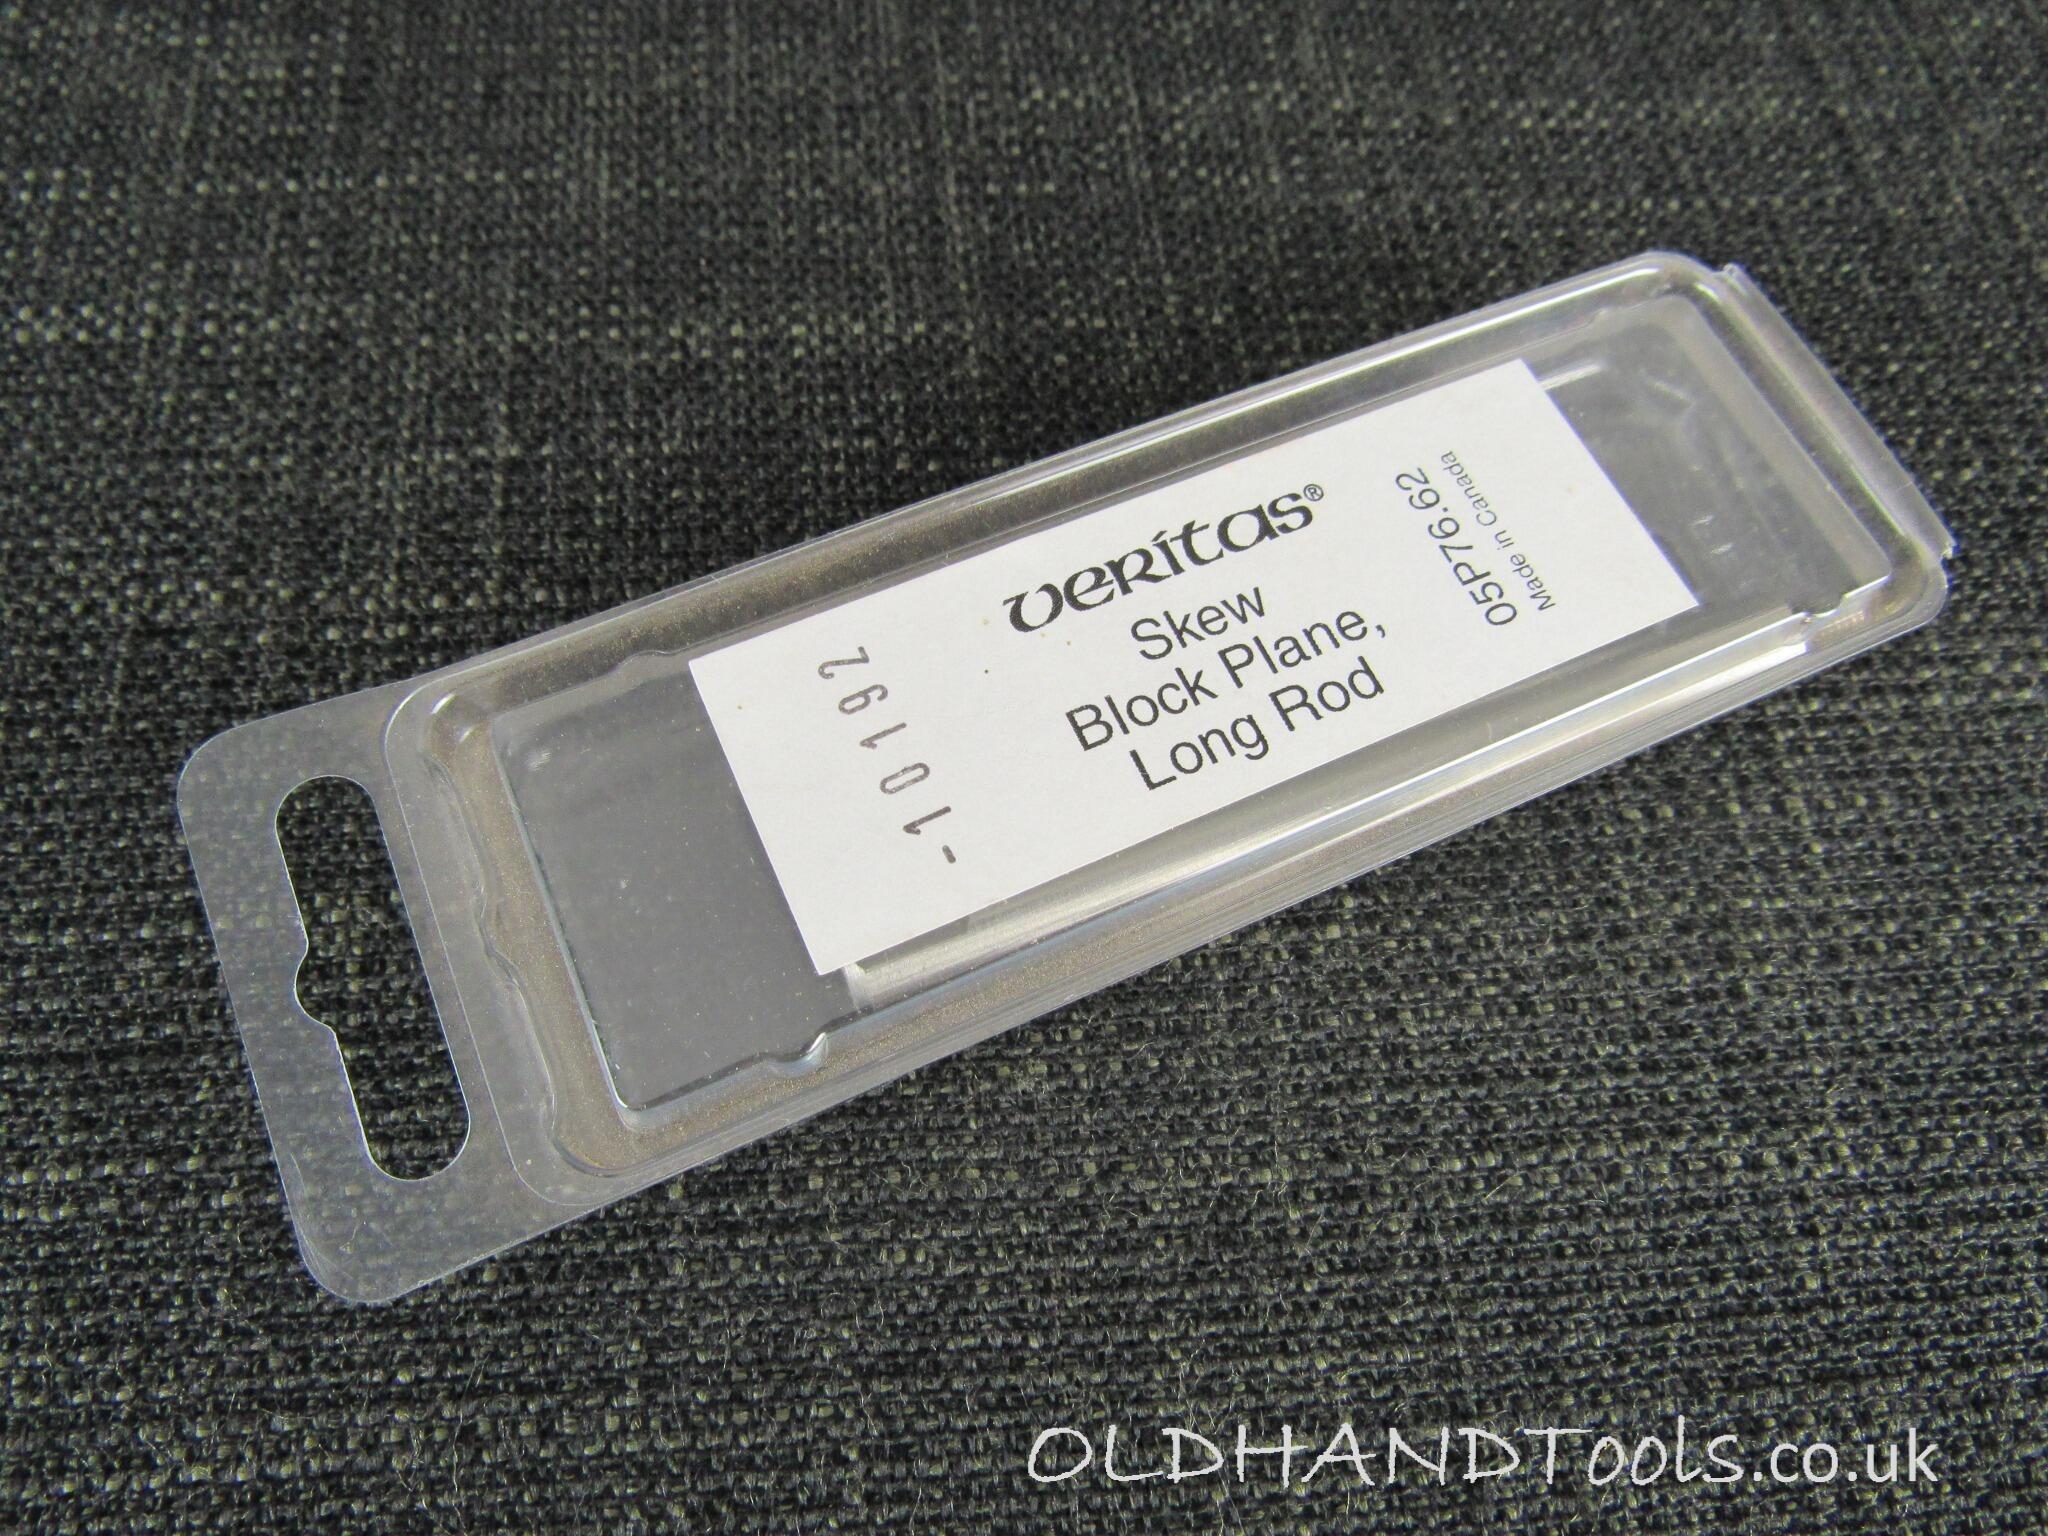 veritas®
Skew
Block Plane,
Long Rod
05P76.62
Made in Canada
-10192
OLDHANDTools.co.uk